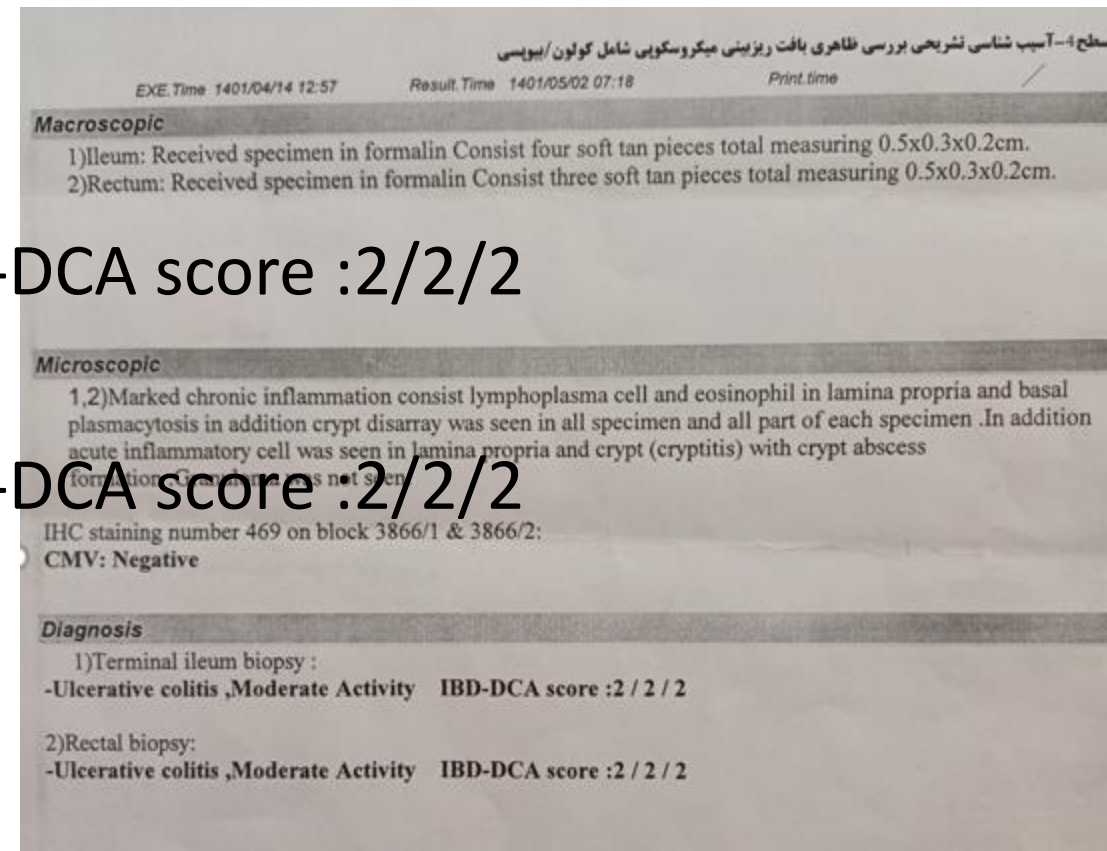 سطح 4-آسیب شناسی تشریحی بررسی ظاهری بافت ریزبینی میکروسکوپی شامل کولون/بیوپسی
EXE.Time 1401/04/14 12:57 Result.Time 1401/05/02 07:18 Print.time
Macroscopic
1)Ileum: Received specimen in formalin Consist four soft tan pieces total measuring 0.5x0.3x0.2cm.
2)Rectum: Received specimen in formalin Consist three soft tan pieces total measuring 0.5x0.3x0.2cm.
-DCA score :2/2/2
Microscopic
1,2)Marked chronic inflammation consist lymphoplasma cell and eosinophil in lamina propria and basal
plasmacytosis in addition crypt disarray was seen in all specimen and all part of each specimen .In addition
acute inflammatory cell was seen in lamina propria and crypt (cryptitis) with crypt abscess
formation .Granuloma was not seen
-DCA score :2/2/2
IHC staining number 469 on block 3866/1 & 3866/2:
CMV: Negative
Diagnosis
1)Terminal ileum biopsy :
-Ulcerative colitis ,Moderate Activity IBD-DCA score :2 / 2 / 2
2)Rectal biopsy:
-Ulcerative colitis ,Moderate Activity IBD-DCA score :2 / 2 / 2